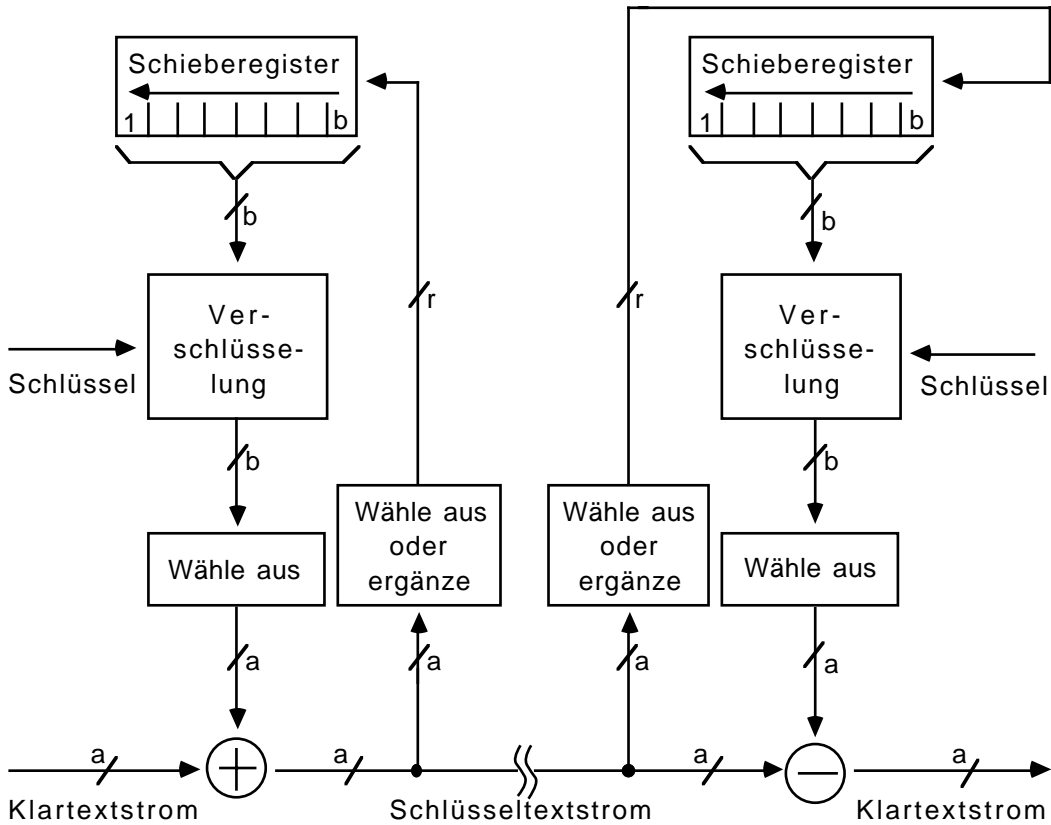 Schieberegister
1 b
b
Ver-
schlüsse-
lung
Schlüssel
b
Wähle aus
a
r
Wähle aus
oder
ergänze
a
a
Klartextstrom
a
Schlüsseltextstrom
r
Wähle aus
oder
ergänze
a
a
Schieberegister
1 b
b
Ver-
schlüsse-
lung
Schlüssel
b
Wähle aus
a
a
Klartextstrom